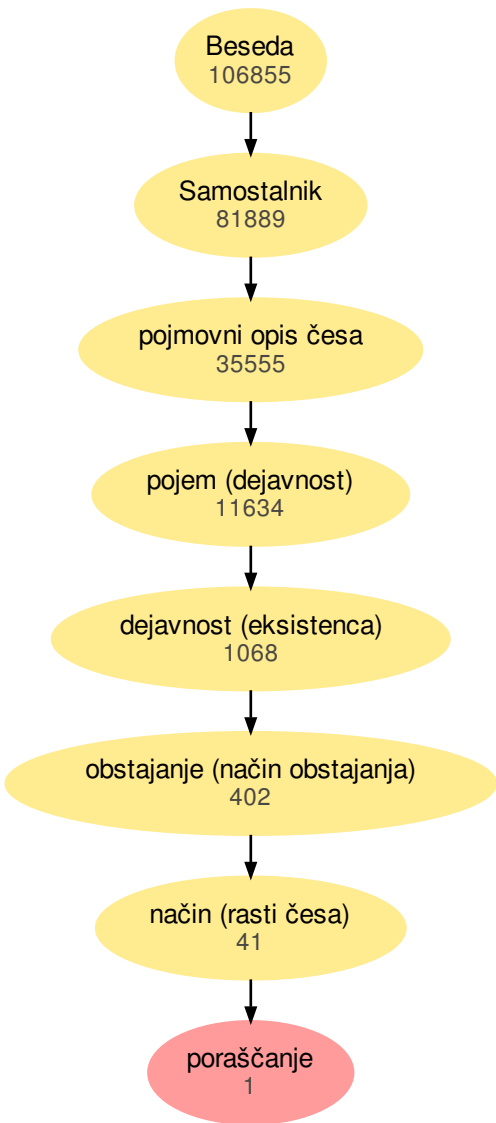 Beseda
106855
Samostalnik
81889
pojmovni opis česa
35555
pojem (dejavnost)
11634
dejavnost (eksistenca)
1068
obstajanje (način obstajanja)
402
način (rasti česa)
41
poraščanje
1